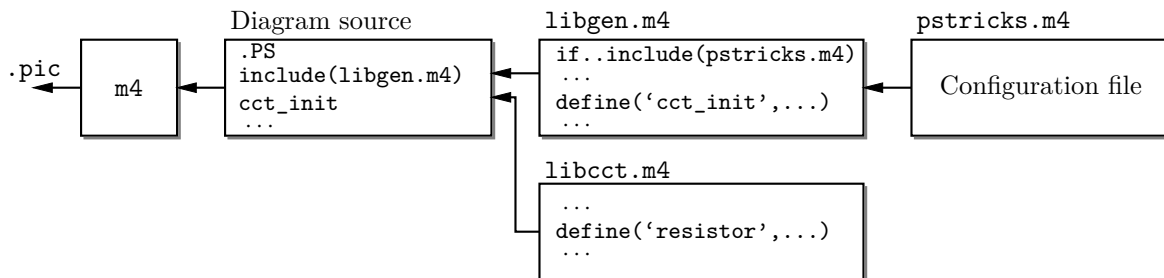 .pic
m4
Diagram source
.PS
include(libgen.m4)
cct_init
...
libgen.m4
if..include(pstricks.m4)
...
define(‘cct_init’,...)
...
pstricks.m4
Configuration file
libcct.m4
...
define(‘resistor’,...)
...